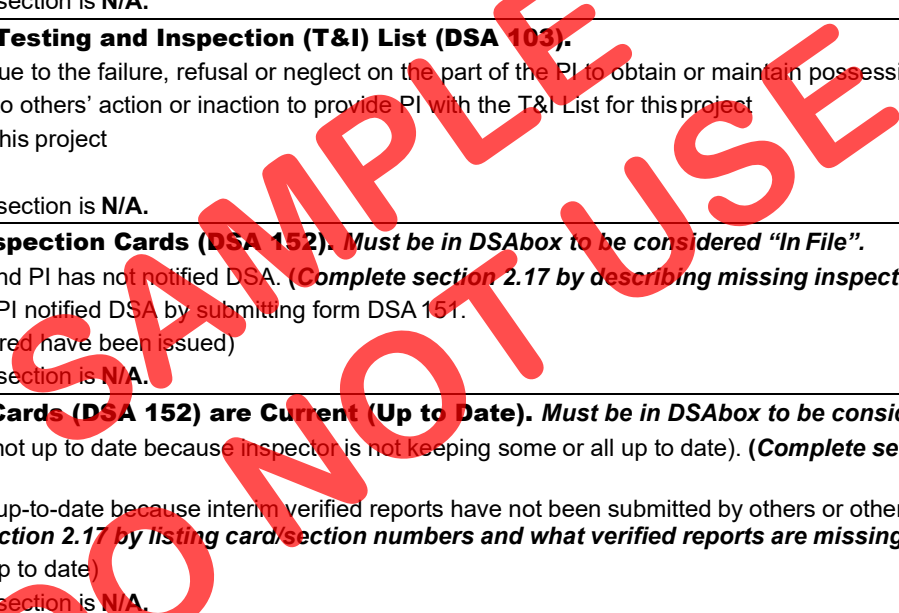 section is N/A.
Testing and Inspection (T&I) List (DSA 103).
ue to the failure, refusal or neglect on the part of the PI to obtain or maintain possessi
o others' action or inaction to provide PI with the T&I List for this project
his project
section is N/A.
spection Cards (DSA 152). Must be in DSAbox to be considered “In File”.
nd PI has not notified DSA. (Complete section 2.17 by describing missing inspect
PI notified DSA by submitting form DSA 151.
red have been issued)
section is N/A.
Cards (DSA 152) are Current (Up to Date). Must be in DSAbox to be consid
not up to date because inspector is not keeping some or all up to date). (Complete se
up-to-date because interim verified reports have not been submitted by others or other
ction 2.17 by listing card/section numbers and what verified reports are missing
p to date)
section is N/A.
SAMPLE
DO NOT USE